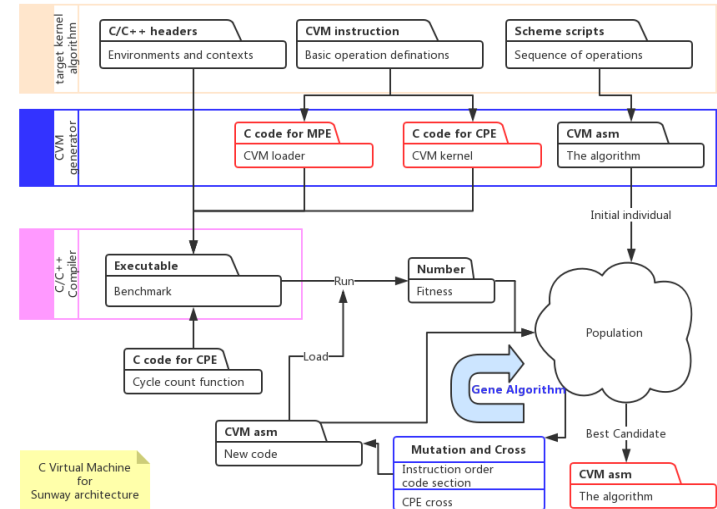 target kernel
algorithm
C/C++ headers
Environments and contexts
CVM instruction
Basic operation definations
Scheme scripts
Sequence of operations
CVM
generator
C code for MPE
CVM loader
C code for CPE
CVM kernel
CVM asm
The algorithm
Initial individual
C/C++
Compiler
Executable
Benchmark
Run
Number
Fitness
Population
C code for CPE
Cycle count function
Load
Gene Algorithm
CVM asm
New code
Mutation and Cross
Instruction order
code section
CPE cross
Best Candidate
CVM asm
The algorithm
C Virtual Machine
for
Sunway architecture